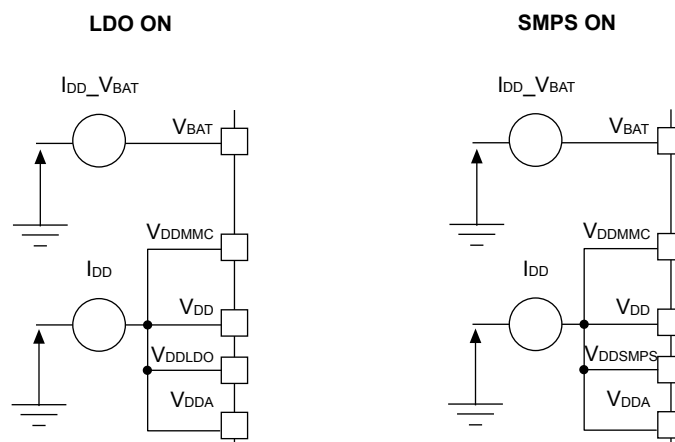 LDO ON
IDD_VBAT
VBAT
VDDMMC
IDD
VDD
VDDLDO
VDDA
SMPS ON
IDD_VBAT
VBAT
VDDMMC
IDD
VDD
VDDSMPS
VDDA